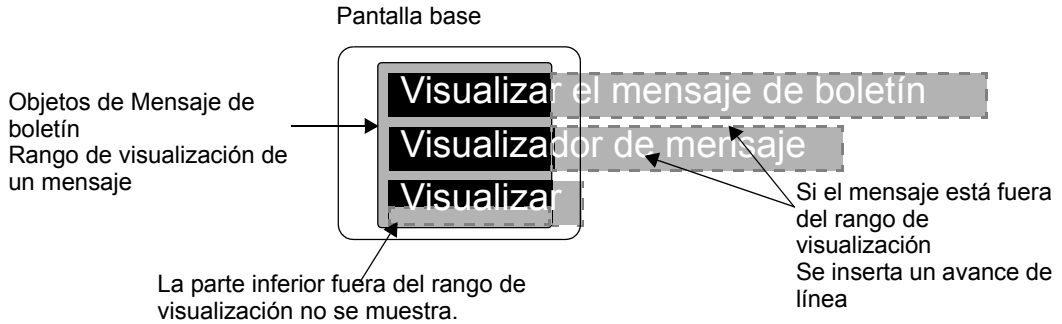 Pantalla base
Visualizar el mensaje de boletín
Objetos de Mensaje de
boletín
Rango de visualización de
un mensaje
Visualizador de mensaje
Visualizar
Si el mensaje está fuera
del rango de
visualización
Se inserta un avance de
línea
La parte inferior fuera del rango de
visualización no se muestra.